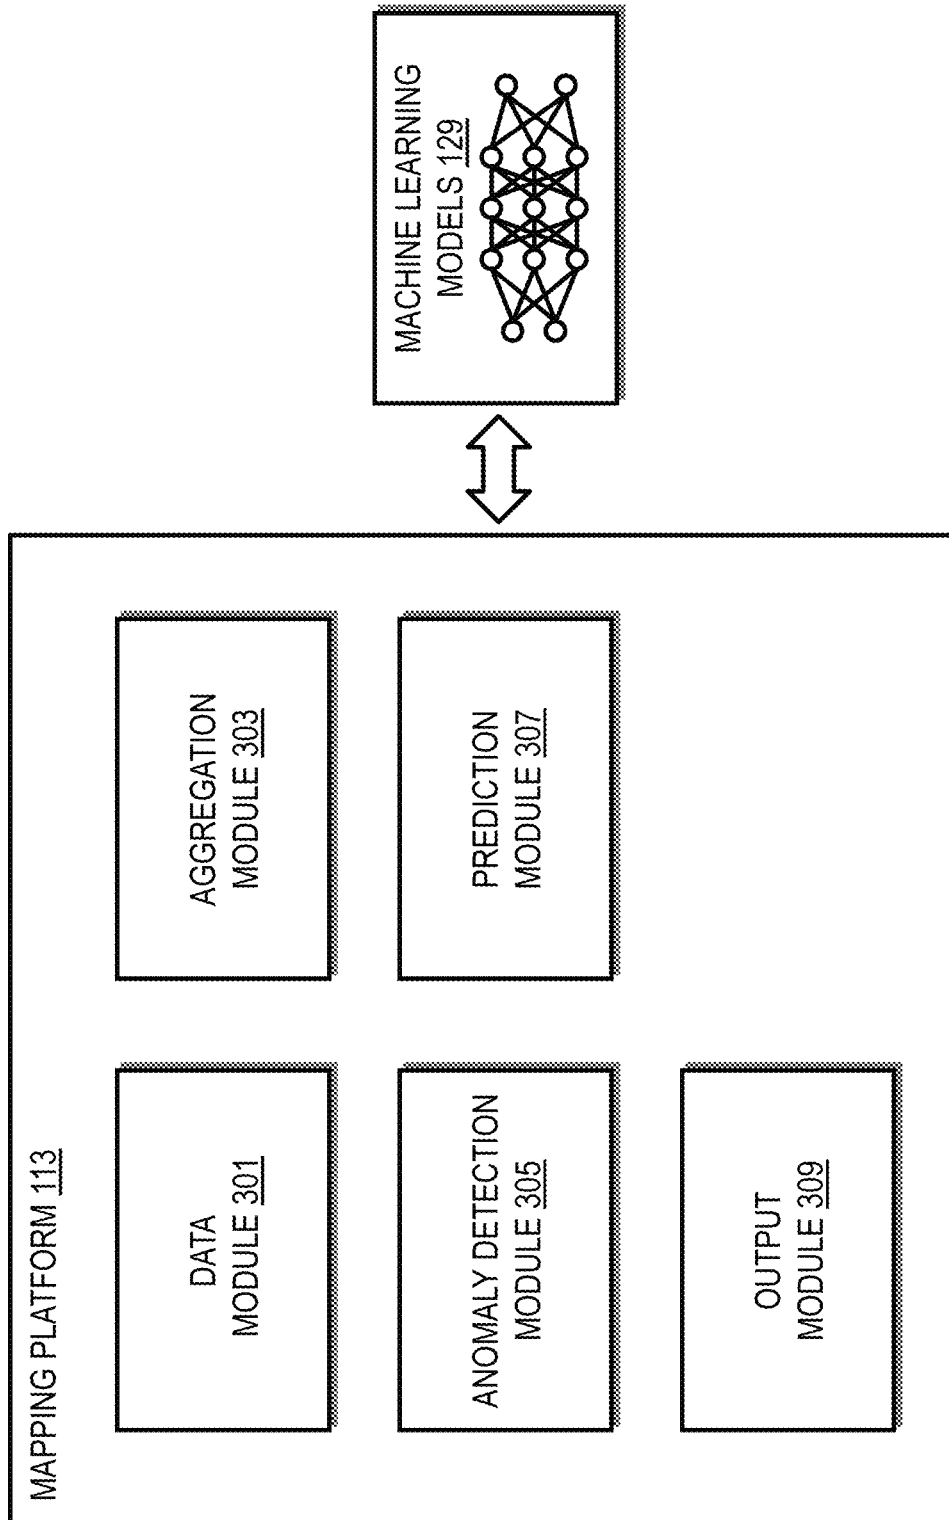 MAPPING PLATFORM 113
DATA
MODULE 301
AGGREGATION
MODULE 303
ANOMALY DETECTION
MODULE 305
PREDICTION
MODULE 307
OUTPUT
MODULE 309
MACHINE LEARNING
MODELS 129